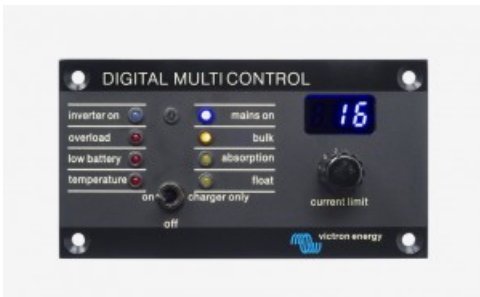 DIGITAL MULTI CONTROL
16
inverter on
mains on
overload
bulk
low battery
absorption
temperature
float
on
charger only
off
current limit
victron energy